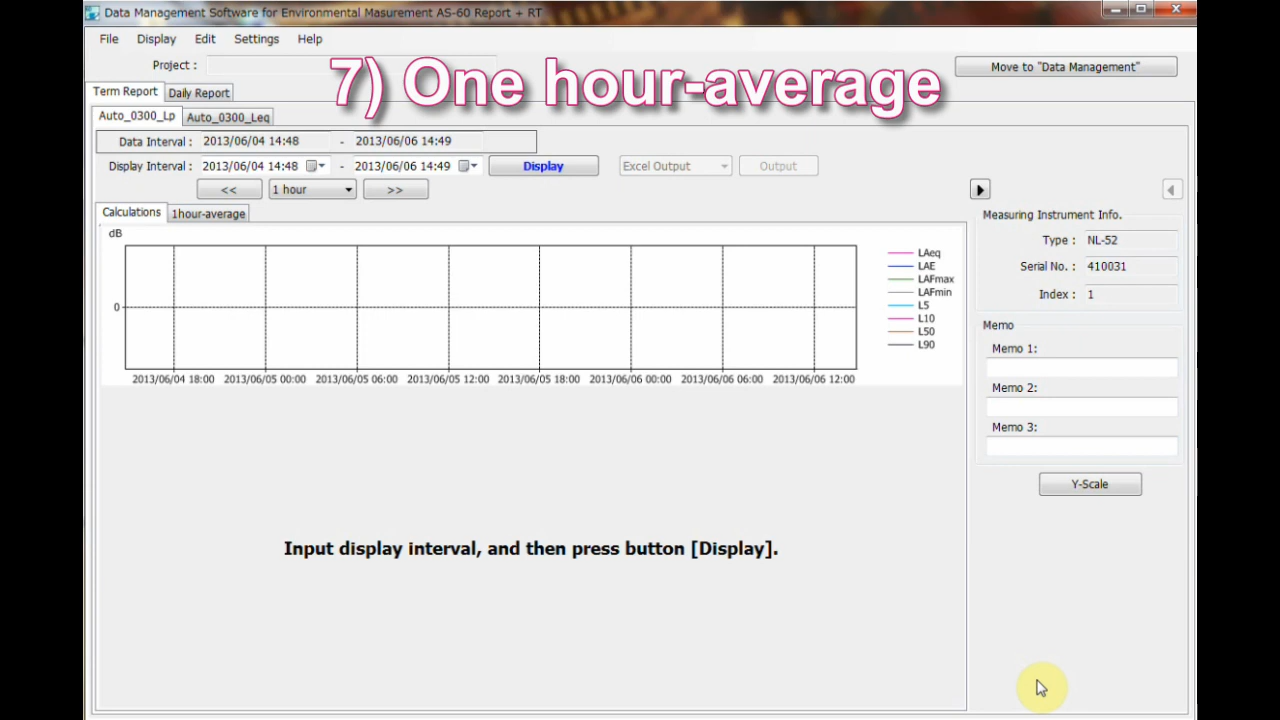 Data Management Software for Environmental Masurement AS-60 Report + RT
File Display Edit Settings Help
7) One hour-average
Project :
Move to "Data Management"
Term Report Daily Report
Auto_0300_Lp Auto_0300_Leq
Data Interval : 2013/06/04 14:48 - 2013/06/06 14:49
Display Interval : 2013/06/04 14:48 - 2013/06/06 14:49 Display Excel Output Output
<< 1 hour >>
Calculations 1hour-average
dB
0
2013/06/04 18:00 2013/06/05 00:00 2013/06/05 06:00 2013/06/05 12:00 2013/06/05 18:00 2013/06/06 00:00 2013/06/06 06:00 2013/06/06 12:00
LAeq
LAE
LAFmax
LAFmin
L5
L10
L50
L90
Input display interval, and then press button [Display].
Measuring Instrument Info.
Type : NL-52
Serial No. : 410031
Index : 1
Memo
Memo 1:
Memo 2:
Memo 3:
Y-Scale